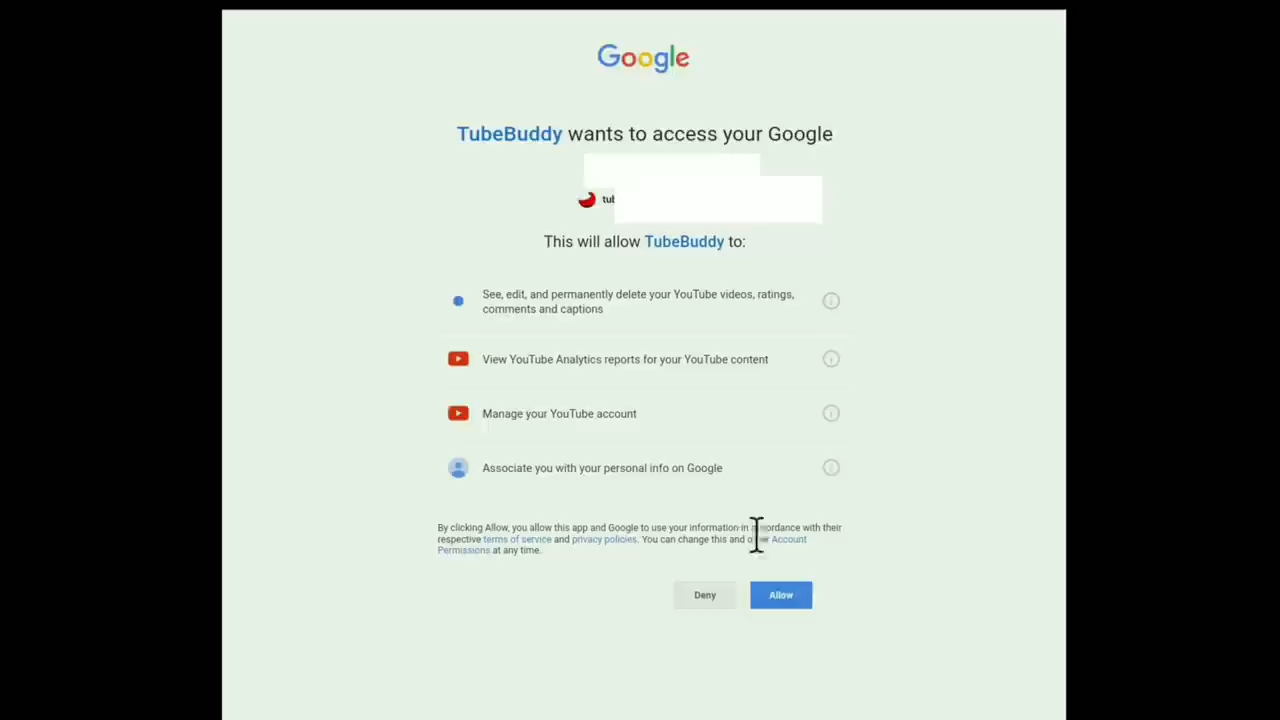 Google
TubeBuddy wants to access your Google
This will allow TubeBuddy to:
See, edit, and permanently delete your YouTube videos, ratings,
comments and captions
View YouTube Analytics reports for your YouTube content
Manage your YouTube account
Associate you with your personal info on Google
By clicking Allow, you allow this app and Google to use your information in with their
respective terms of service and privacy policies. You can change this and Account
Permissions at any time.
Deny Allow